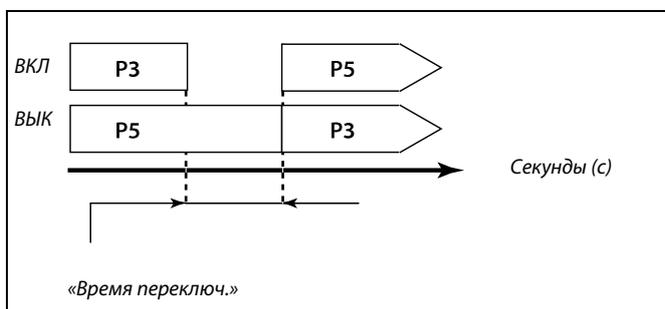 ВКЛ P3 P5
ВЫК P5 P3
Секунды (с)
«Время переключ.»